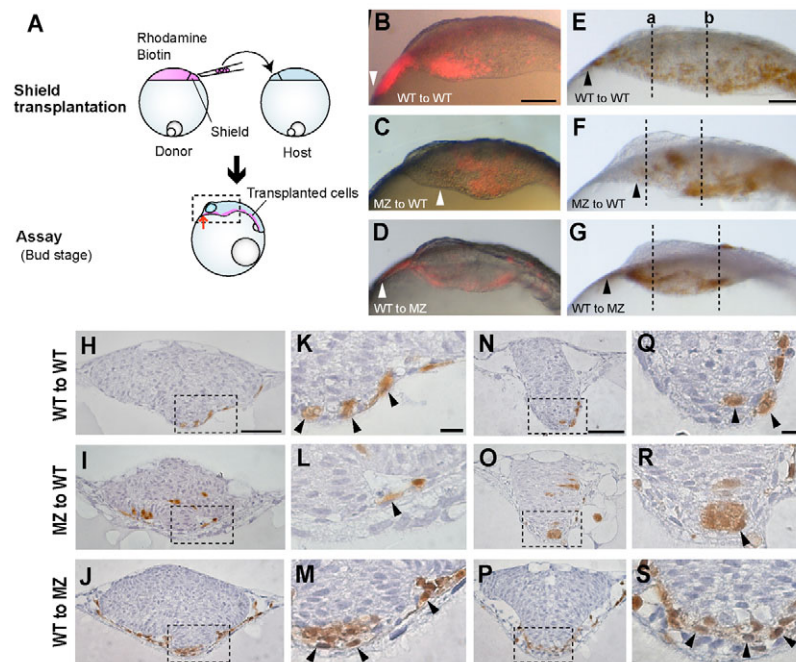 A
Rhodamine
Biotin
Shield
transplantation
Shield
Donor
Host
Transplanted cells
Assay
(Bud stage)
B
WT to WT
C
MZ to WT
D
WT to MZ
E
a
b
WT to WT
F
MZ to WT
G
WT to MZ
WT to WT
H
K
N
Q
MZ to WT
I
L
O
R
WT to MZ
J
M
P
S